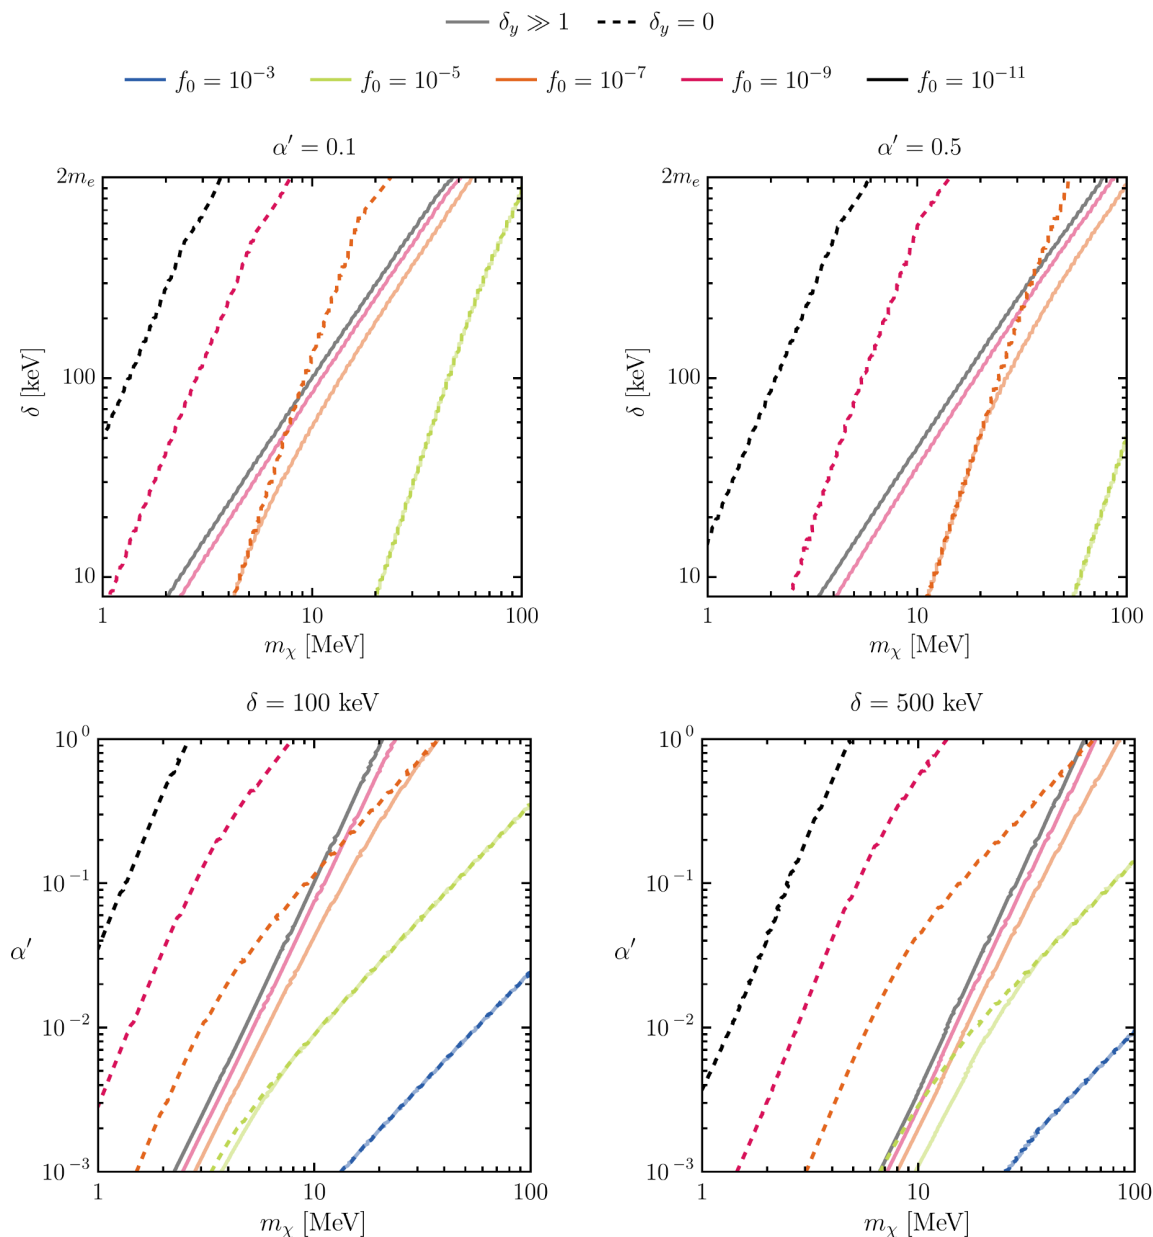 δ_y ≫ 1 δ_y = 0
f_0 = 10^{-3} f_0 = 10^{-5} f_0 = 10^{-7} f_0 = 10^{-9} f_0 = 10^{-11}
α′ = 0.1
2m_e
100
10
δ [keV]
1 10 100
m_χ [MeV]
α′ = 0.5
2m_e
100
10
δ [keV]
1 10 100
m_χ [MeV]
δ = 100 keV
10^0
10^{-1}
α′
10^{-2}
10^{-3}
1 10 100
m_χ [MeV]
δ = 500 keV
10^0
10^{-1}
α′
10^{-2}
10^{-3}
1 10 100
m_χ [MeV]